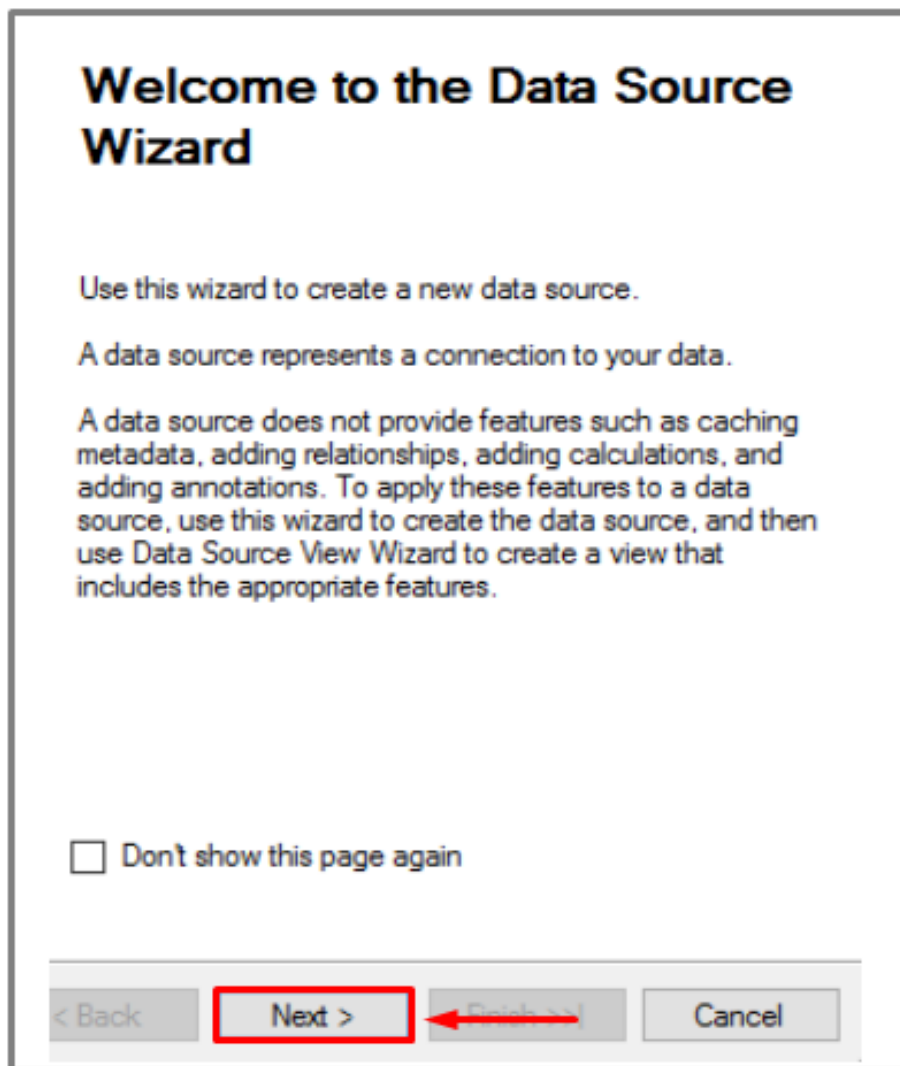 Welcome to the Data Source
Wizard
Use this wizard to create a new data source.
A data source represents a connection to your data.
A data source does not provide features such as caching
metadata, adding relationships, adding calculations, and
adding annotations. To apply these features to a data
source, use this wizard to create the data source, and then
use Data Source View Wizard to create a view that
includes the appropriate features.
Don't show this page again
< Back Next > Finish >>| Cancel